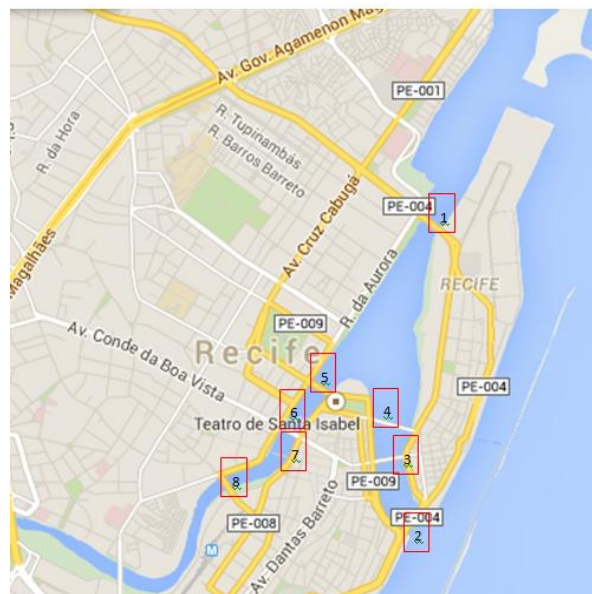 Av. Gov. Agamenon Mag
PE-001
R. da Hora
R. Tupinambás
R. Barros Barreto
PE-004
1
Av. Cruz Cabugá
Magalhães
RECIFE
R. da Aurora
PE-009
Av. Conde da Boa Vista
Recife
5
PE-004
6
4
Teatro de Santa Isabel
7
3
8
PE-009
PE-008
Av. Dantas Barreto
PE-004
2
M